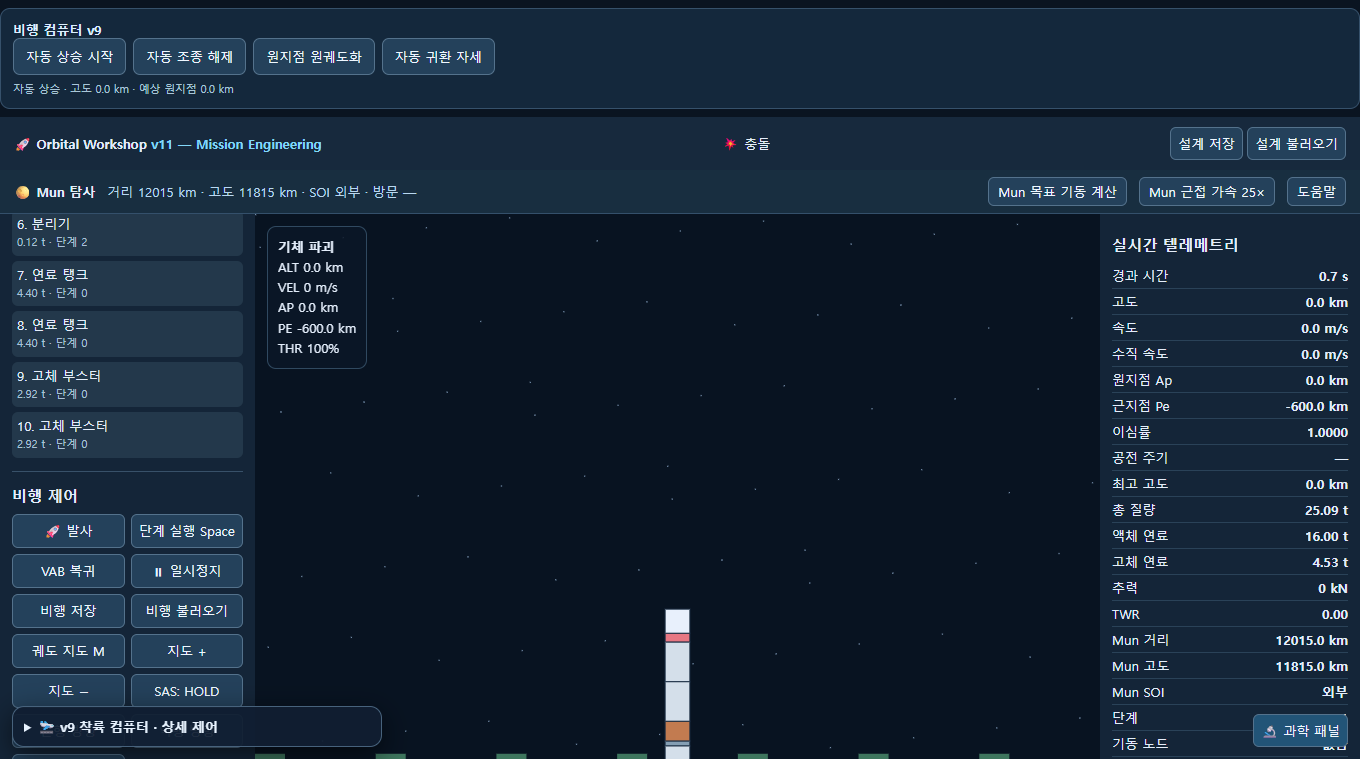 비행 컴퓨터 v9
자동 상승 시작
자동 조종 해제
원지점 원궤도화
자동 귀환 자세
자동 상승 · 고도 0.0 km · 예상 원지점 0.0 km
Orbital Workshop v11 — Mission Engineering
충돌
설계 저장
설계 불러오기
Mun 탐사 거리 12015 km · 고도 11815 km · SOI 외부 · 방문 —
Mun 목표 기동 계산
Mun 근접 가속 25×
도움말
6. 분리기
0.12 t · 단계 2
7. 연료 탱크
4.40 t · 단계 0
8. 연료 탱크
4.40 t · 단계 0
9. 고체 부스터
2.92 t · 단계 0
10. 고체 부스터
2.92 t · 단계 0
비행 제어
발사
단계 실행 Space
VAB 복귀
일시정지
비행 저장
비행 불러오기
궤도 지도 M
지도 +
지도 −
SAS: HOLD
v9 착륙 컴퓨터 · 상세 제어
기체 파괴
ALT 0.0 km
VEL 0 m/s
AP 0.0 km
PE -600.0 km
THR 100%
실시간 텔레메트리
경과 시간 0.7 s
고도 0.0 km
속도 0.0 m/s
수직 속도 0.0 m/s
원지점 Ap 0.0 km
근지점 Pe -600.0 km
이심률 1.0000
공전 주기 —
최고 고도 0.0 km
총 질량 25.09 t
액체 연료 16.00 t
고체 연료 4.53 t
추력 0 kN
TWR 0.00
Mun 거리 12015.0 km
Mun 고도 11815.0 km
Mun SOI 외부
단계
기동 노드
과학 패널